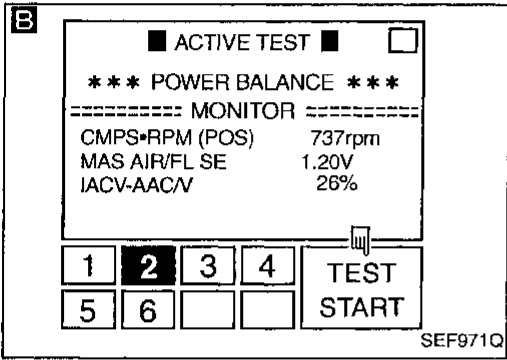 B
■ ACTIVE TEST ■
*** POWER BALANCE ***
========= MONITOR =========
CMPS•RPM (POS) 737rpm
MAS AIR/FL SE 1.20V
IACV-AAC/V 26%
1 2 3 4
5 6
TEST
START
SEF971Q